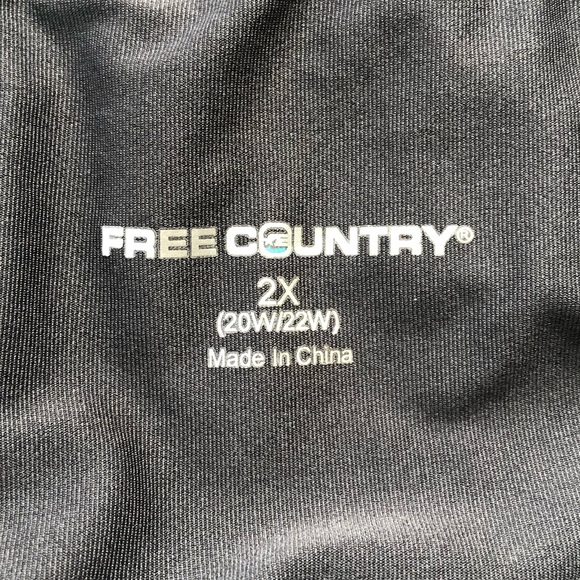 FREE COUNTRY®
2X
(20W/22W)
Made In China